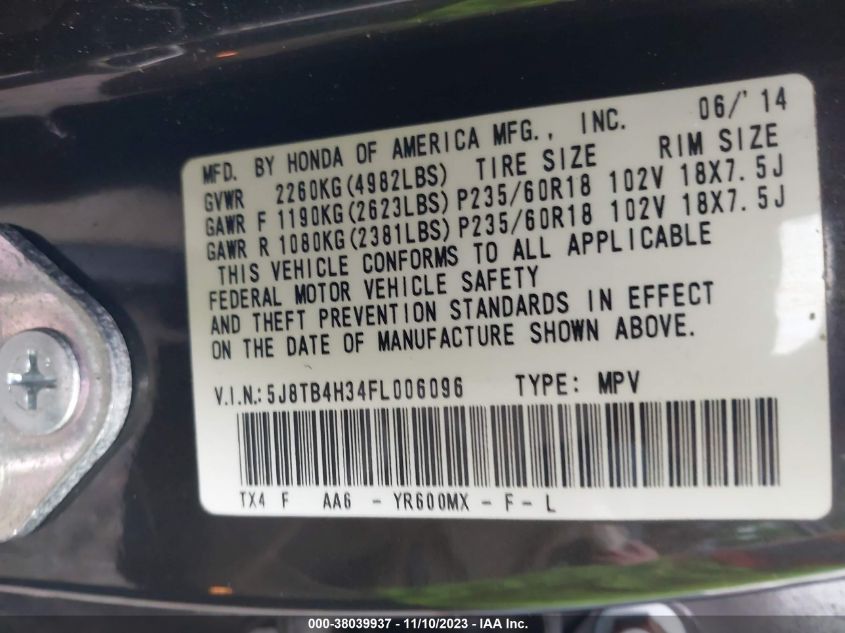 MFD. BY HONDA OF AMERICA MFG., INC. 06/'14
GVWR 2260KG(4982LBS) TIRE SIZE RIM SIZE
GAWR F 1190KG(2623LBS) P235/60R18 102V 18X7.5J
GAWR R 1080KG(2381LBS) P235/60R18 102V 18X7.5J
THIS VEHICLE CONFORMS TO ALL APPLICABLE
FEDERAL MOTOR VEHICLE SAFETY
AND THEFT PREVENTION STANDARDS IN EFFECT
ON THE DATE OF MANUFACTURE SHOWN ABOVE.
V.I.N.: 5J8TB4H34FL006096 TYPE: MPV
TX4 F AA6 - YR600MX - F - L
000-38039937 - 11/10/2023 - IAA Inc.